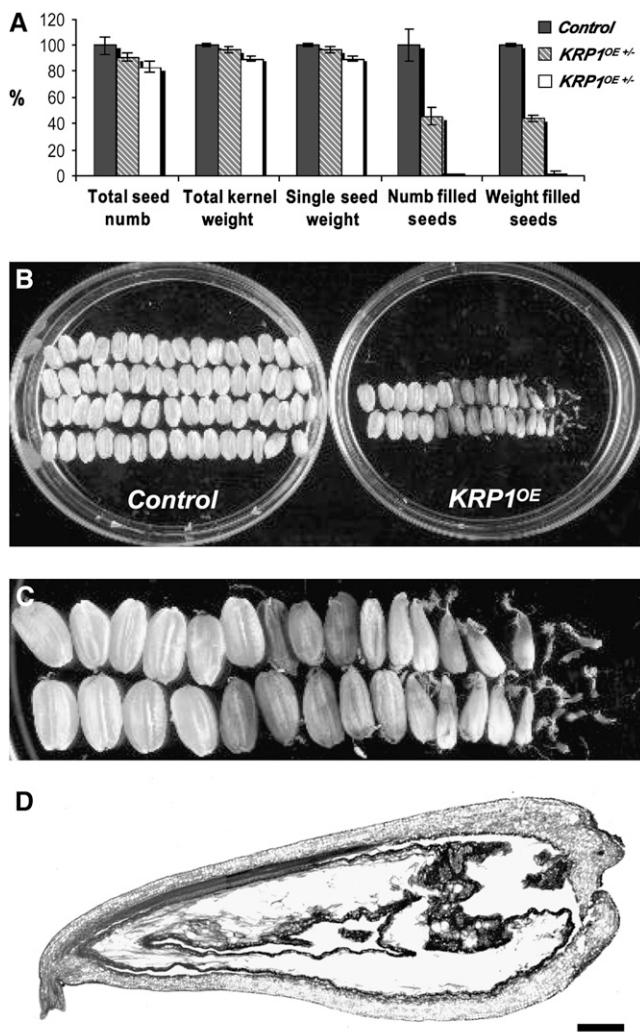 A
120
100
80
60
40
20
0
%
Control
KRP1OE +/-
KRP1OE +/-
Total seed numb
Total kernel weight
Single seed weight
Numb filled seeds
Weight filled seeds
B
Control
KRP1OE
C
D